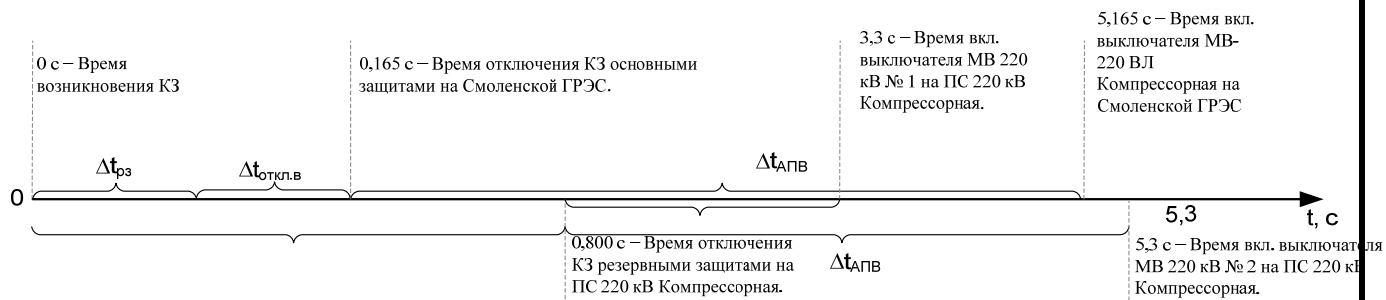 0 с – Время
возникновения КЗ
0,165 с – Время отключения КЗ основными
защитами на Смоленской ГРЭС.
3,3 с – Время вкл.
выключателя МВ 220
кВ № 1 на ПС 220 кВ
Компрессорная.
5,165 с – Время вкл.
выключателя МВ-
220 ВЛ
Компрессорная на
Смоленской ГРЭС
Δtрз
Δtоткл.в
ΔtАПВ
0
5,3
t, с
0,800 с – Время отключения
КЗ резервными защитами на
ПС 220 кВ Компрессорная.
ΔtАПВ
5,3 с – Время вкл. выключателя
МВ 220 кВ № 2 на ПС 220 кВ
Компрессорная.